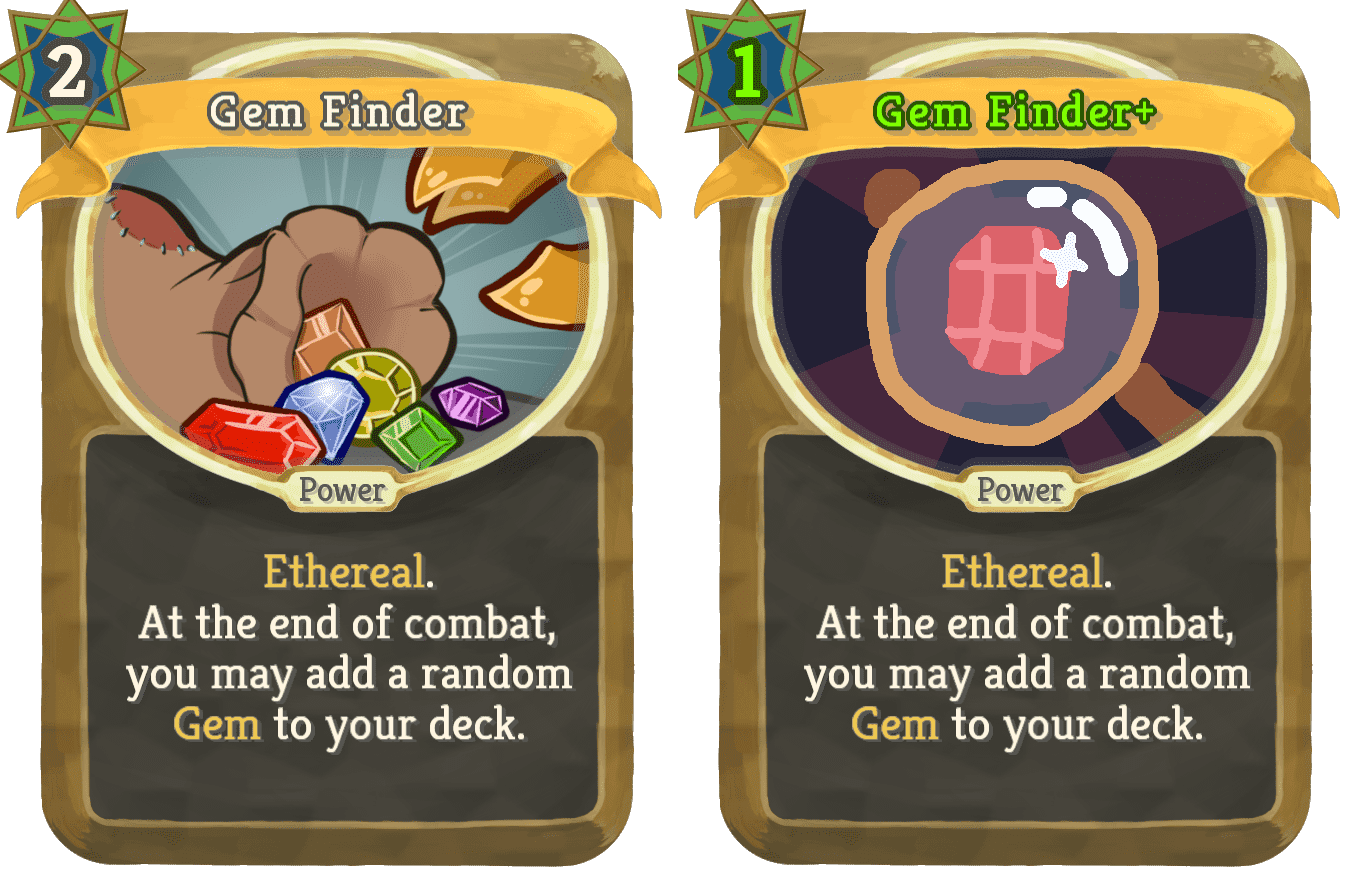 2
Gem Finder
Power
Ethereal.
At the end of combat,
you may add a random
Gem to your deck.
1
Gem Finder+
Power
Ethereal.
At the end of combat,
you may add a random
Gem to your deck.